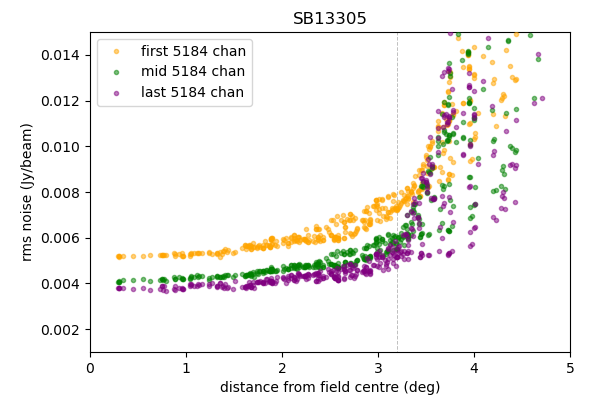 SB13305
first 5184 chan
mid 5184 chan
last 5184 chan
rms noise (Jy/beam)
0.014
0.012
0.010
0.008
0.006
0.004
0.002
0 1 2 3 4 5
distance from field centre (deg)